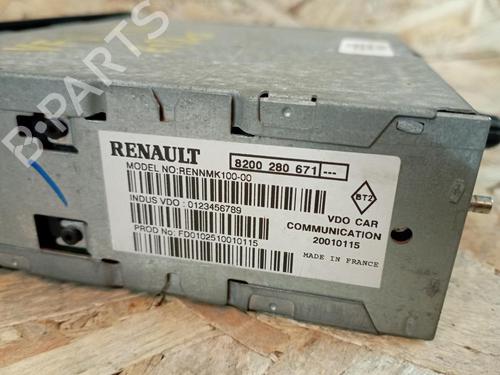 B-PARTS
RENAULT
8200 280 671 ---
MODEL NO:RENNMK100-00
BT2
INDUS VDO : 0123456789
VDO CAR
COMMUNICATION
20010115
PROD No: FD0102510010115
MADE IN FRANCE